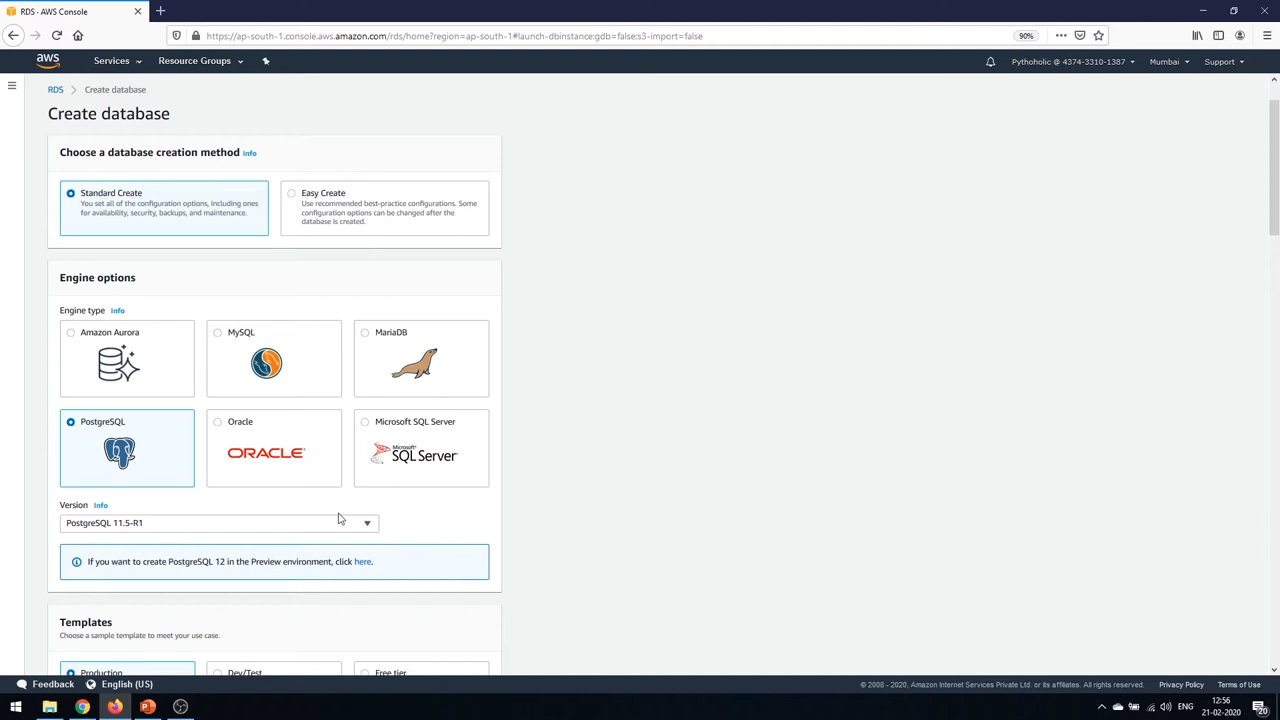 RDS - AWS Console
https://ap-south-1.console.aws.amazon.com/rds/home?region=ap-south-1#launch-dbinstance:gdb=false:s3-import=false
90%
aws
Services
Resource Groups
Pythoholic @ 4374-3310-1387
Mumbai
Support
RDS
Create database
Create database
Choose a database creation method Info
Standard Create
You set all of the configuration options, including ones
for availability, security, backups, and maintenance.
Easy Create
Use recommended best-practice configurations. Some
configuration options can be changed after the
database is created.
Engine options
Engine type Info
Amazon Aurora
MySQL
MariaDB
PostgreSQL
Oracle
ORACLE
Microsoft SQL Server
Microsoft
SQL Server
Version Info
PostgreSQL 11.5-R1
If you want to create PostgreSQL 12 in the Preview environment, click here.
Templates
Choose a sample template to meet your use case.
Production
Dev/Test
Free tier
Feedback
English (US)
© 2008 - 2020, Amazon Internet Services Private Ltd. or its affiliates. All rights reserved.
Privacy Policy
Terms of Use
ENG
12:56
21-02-2020
20